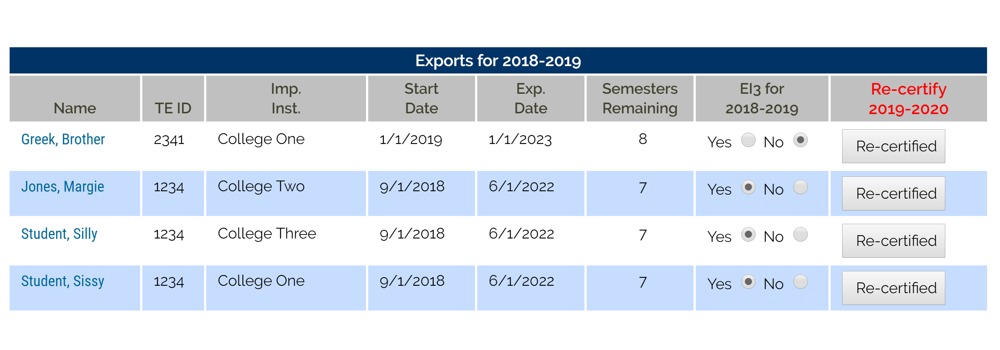 Exports for 2018-2019
Name TE ID Imp. Inst. Start Date Exp. Date Semesters Remaining EI3 for 2018-2019 Re-certify 2019-2020
Greek, Brother 2341 College One 1/1/2019 1/1/2023 8 Yes No Re-certified
Jones, Margie 1234 College Two 9/1/2018 6/1/2022 7 Yes No Re-certified
Student, Silly 1234 College Three 9/1/2018 6/1/2022 7 Yes No Re-certified
Student, Sissy 1234 College One 9/1/2018 6/1/2022 7 Yes No Re-certified